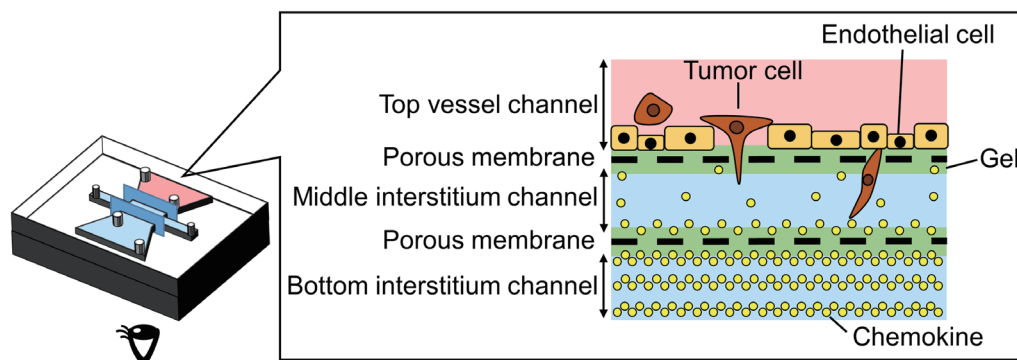 Endothelial cell
Tumor cell
Top vessel channel
Porous membrane
Gel
Middle interstitium channel
Porous membrane
Bottom interstitium channel
Chemokine